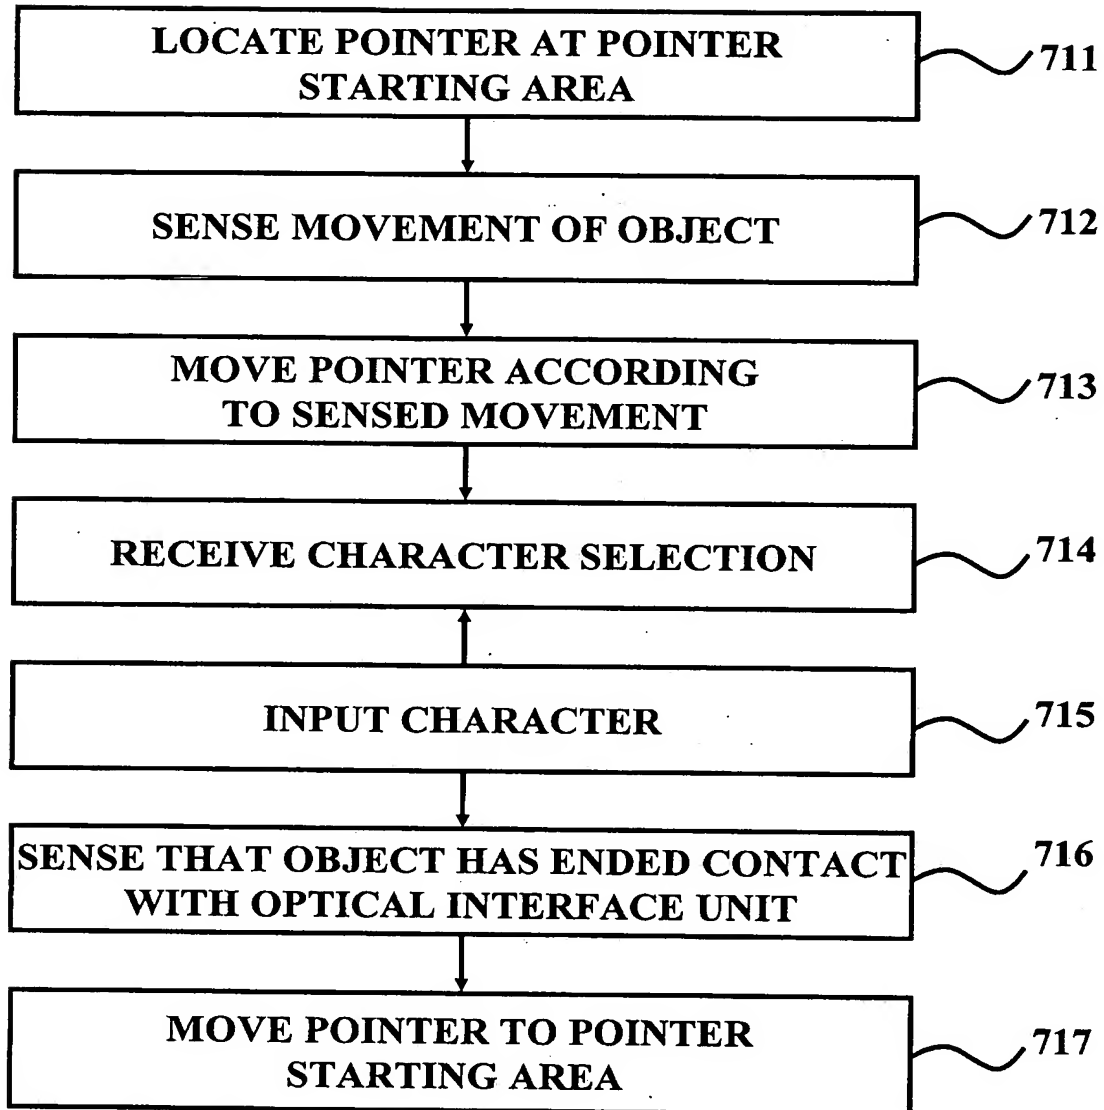 LOCATE POINTER AT POINTER
STARTING AREA
711
SENSE MOVEMENT OF OBJECT
712
MOVE POINTER ACCORDING
TO SENSED MOVEMENT
713
RECEIVE CHARACTER SELECTION
714
INPUT CHARACTER
715
SENSE THAT OBJECT HAS ENDED CONTACT
WITH OPTICAL INTERFACE UNIT
716
MOVE POINTER TO POINTER
STARTING AREA
717